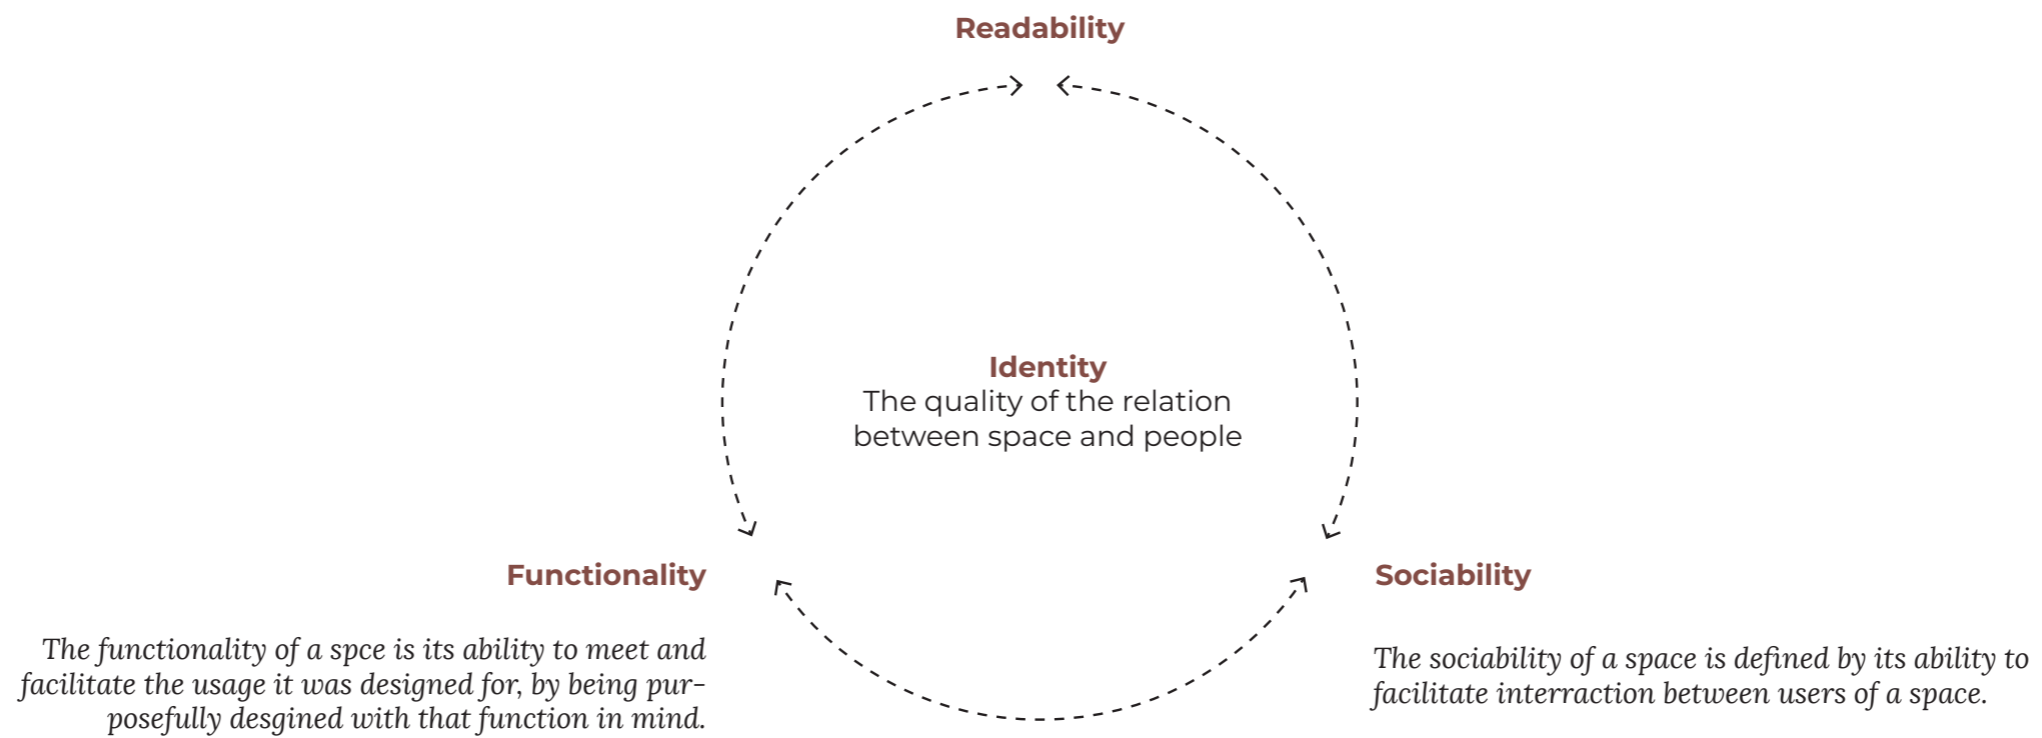 Readability
Identity
The quality of the relation
between space and people
Functionality
The functionality of a spce is its ability to meet and
facilitate the usage it was designed for, by being pur-
posefully desgined with that function in mind.
Sociability
The sociability of a space is defined by its ability to
facilitate interraction between users of a space.